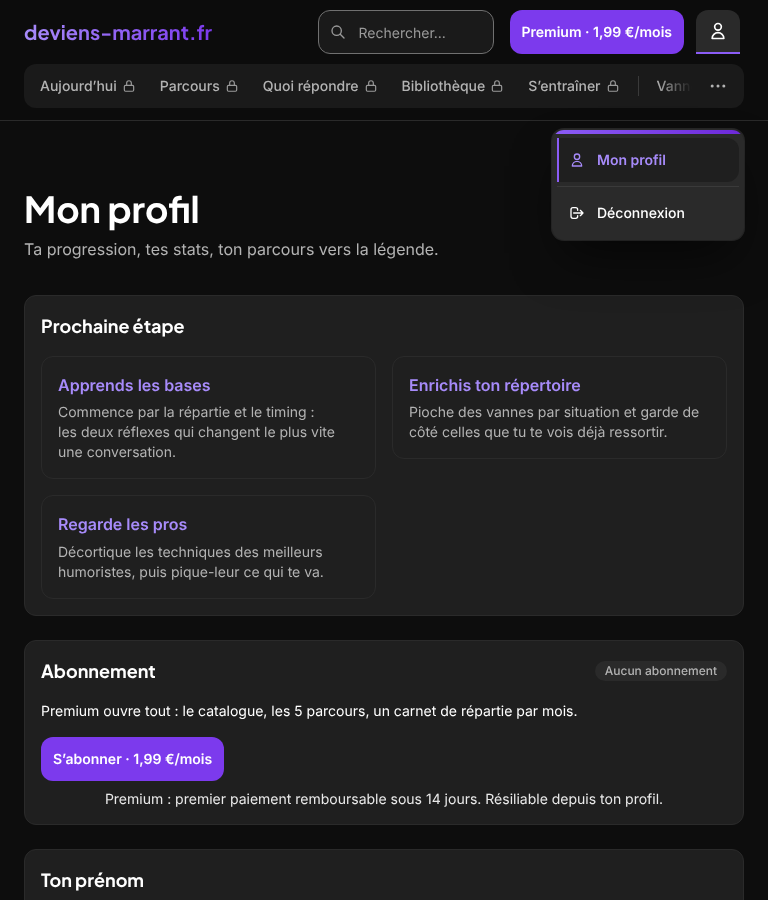 deviens-marrant.fr
Rechercher...
Premium · 1,99 €/mois
Aujourd’hui
Parcours
Quoi répondre
Bibliothèque
S’entraîner
Mon profil
Déconnexion
Mon profil
Ta progression, tes stats, ton parcours vers la légende.
Prochaine étape
Apprends les bases
Commence par la répartie et le timing :
les deux réflexes qui changent le plus vite
une conversation.
Enrichis ton répertoire
Pioche des vannes par situation et garde de
côté celles que tu te vois déjà ressortir.
Regarde les pros
Décortique les techniques des meilleurs
humoristes, puis pique-leur ce qui te va.
Abonnement
Aucun abonnement
Premium ouvre tout : le catalogue, les 5 parcours, un carnet de répartie par mois.
S’abonner · 1,99 €/mois
Premium : premier paiement remboursable sous 14 jours. Résiliable depuis ton profil.
Ton prénom